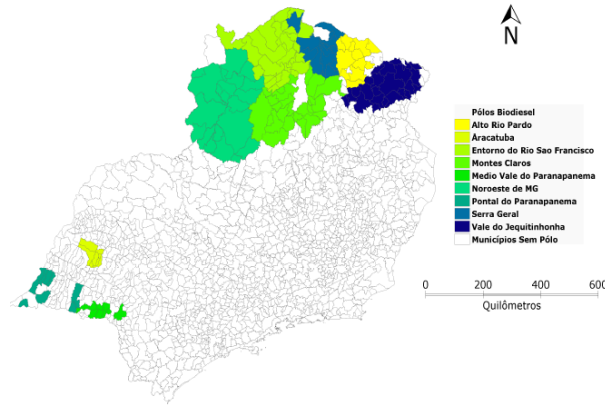 N
Pólos Biodiesel
Alto Rio Pardo
Aracatuba
Entorno do Rio Sao Francisco
Montes Claros
Medio Vale do Paranapanema
Noroeste de MG
Pontal do Paranapanema
Serra Geral
Vale do Jequitinhonha
Municípios Sem Pólo
0 200 400 600
Quilômetros